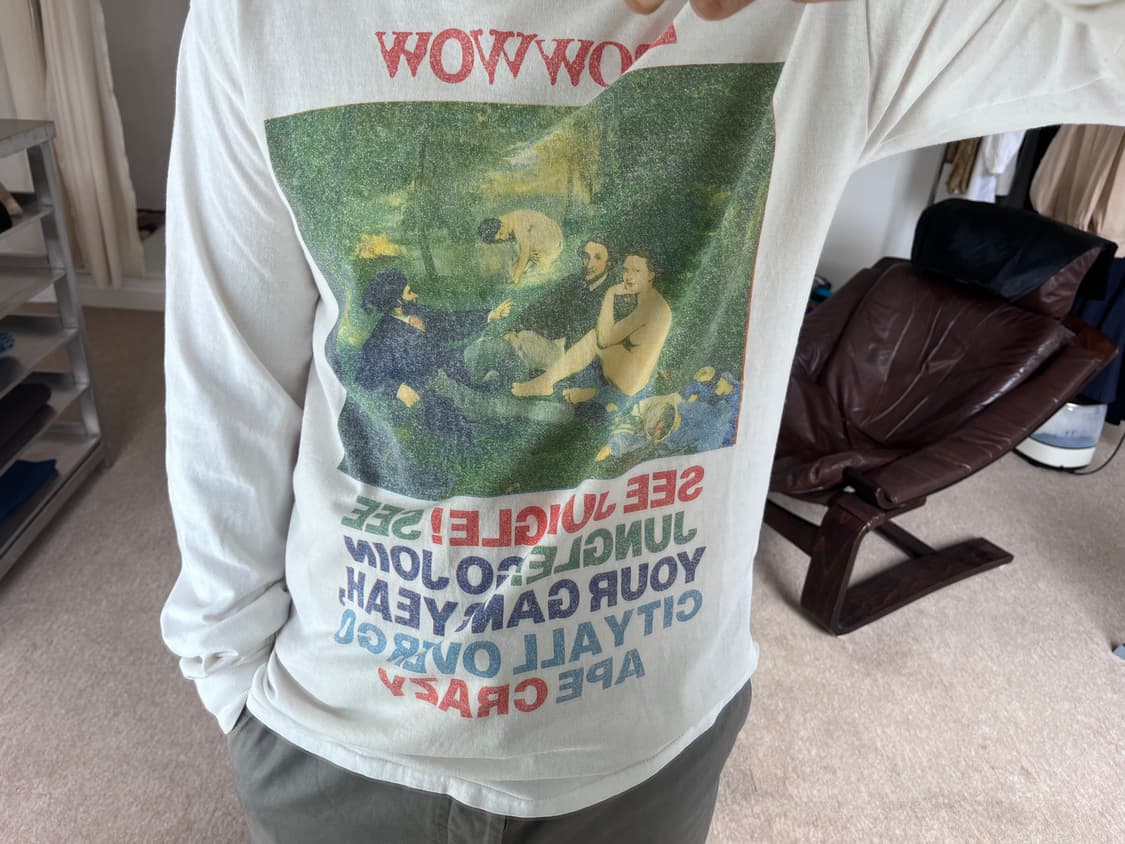 WOW WOW
SEE JUNGLE! SEE
JUNGLE! GO JOIN
YOUR GANG YEAH,
CITY ALL OVER GO
APE CRAZY